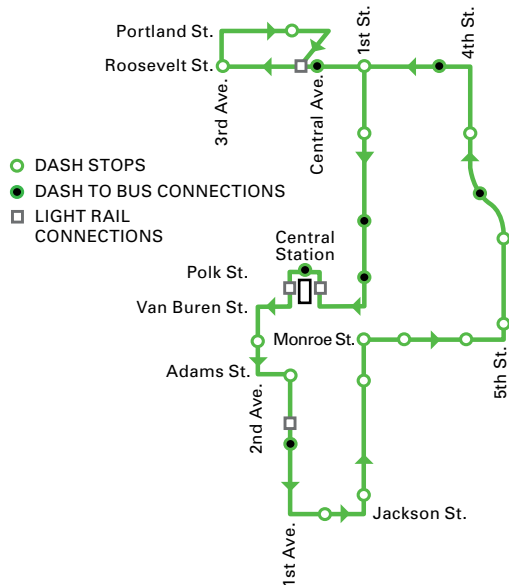 Portland St.
Roosevelt St.
3rd Ave.
Central Ave.
1st St.
4th St.
DASH STOPS
DASH TO BUS CONNECTIONS
LIGHT RAIL
CONNECTIONS
Central
Station
Polk St.
Van Buren St.
Monroe St.
Adams St.
2nd Ave.
5th St.
Jackson St.
1st Ave.